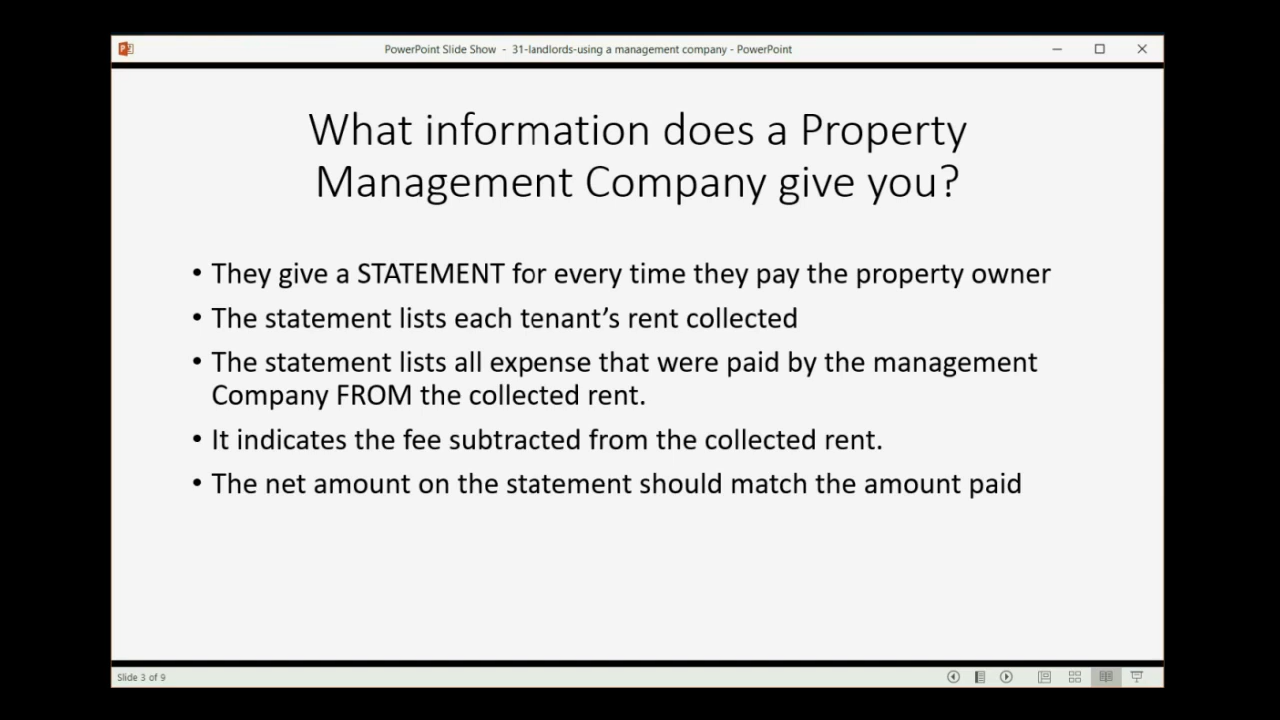 PowerPoint Slide Show - 31-landlords-using a management company - PowerPoint
What information does a Property
Management Company give you?
• They give a STATEMENT for every time they pay the property owner
• The statement lists each tenant’s rent collected
• The statement lists all expense that were paid by the management
Company FROM the collected rent.
• It indicates the fee subtracted from the collected rent.
• The net amount on the statement should match the amount paid
Slide 3 of 9